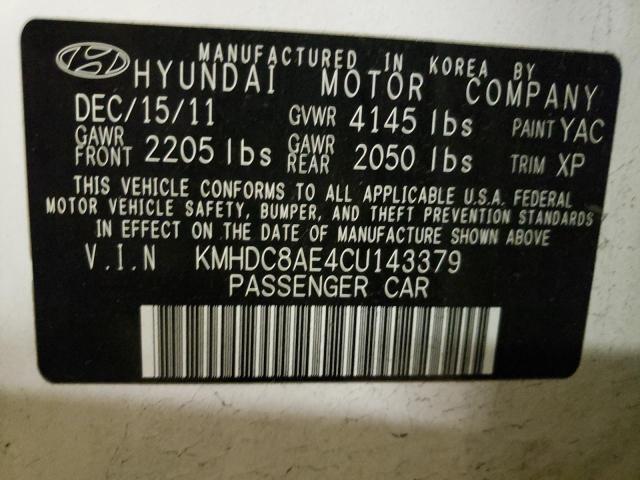 MANUFACTURED IN KOREA BY
HYUNDAI MOTOR COMPANY
DEC/15/11 GVWR 4145 lbs PAINT YAC
GAWR FRONT 2205 lbs GAWR REAR 2050 lbs TRIM XP
THIS VEHICLE CONFORMS TO ALL APPLICABLE U.S.A. FEDERAL
MOTOR VEHICLE SAFETY, BUMPER, AND THEFT PREVENTION STANDARDS
IN EFFECT ON THE DATE OF MANUFACTURE SHOWN ABOVE.
V.I.N KMHDC8AE4CU143379
PASSENGER CAR